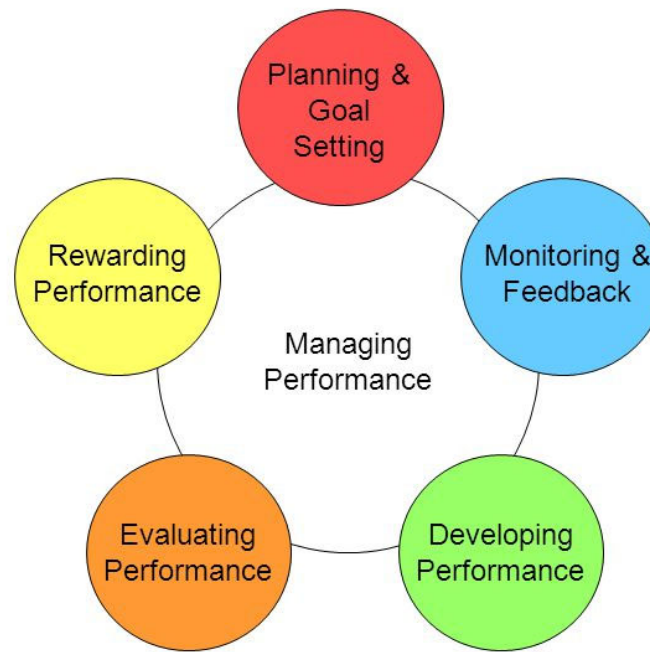 Planning &
Goal
Setting
Monitoring &
Feedback
Developing
Performance
Evaluating
Performance
Rewarding
Performance
Managing
Performance